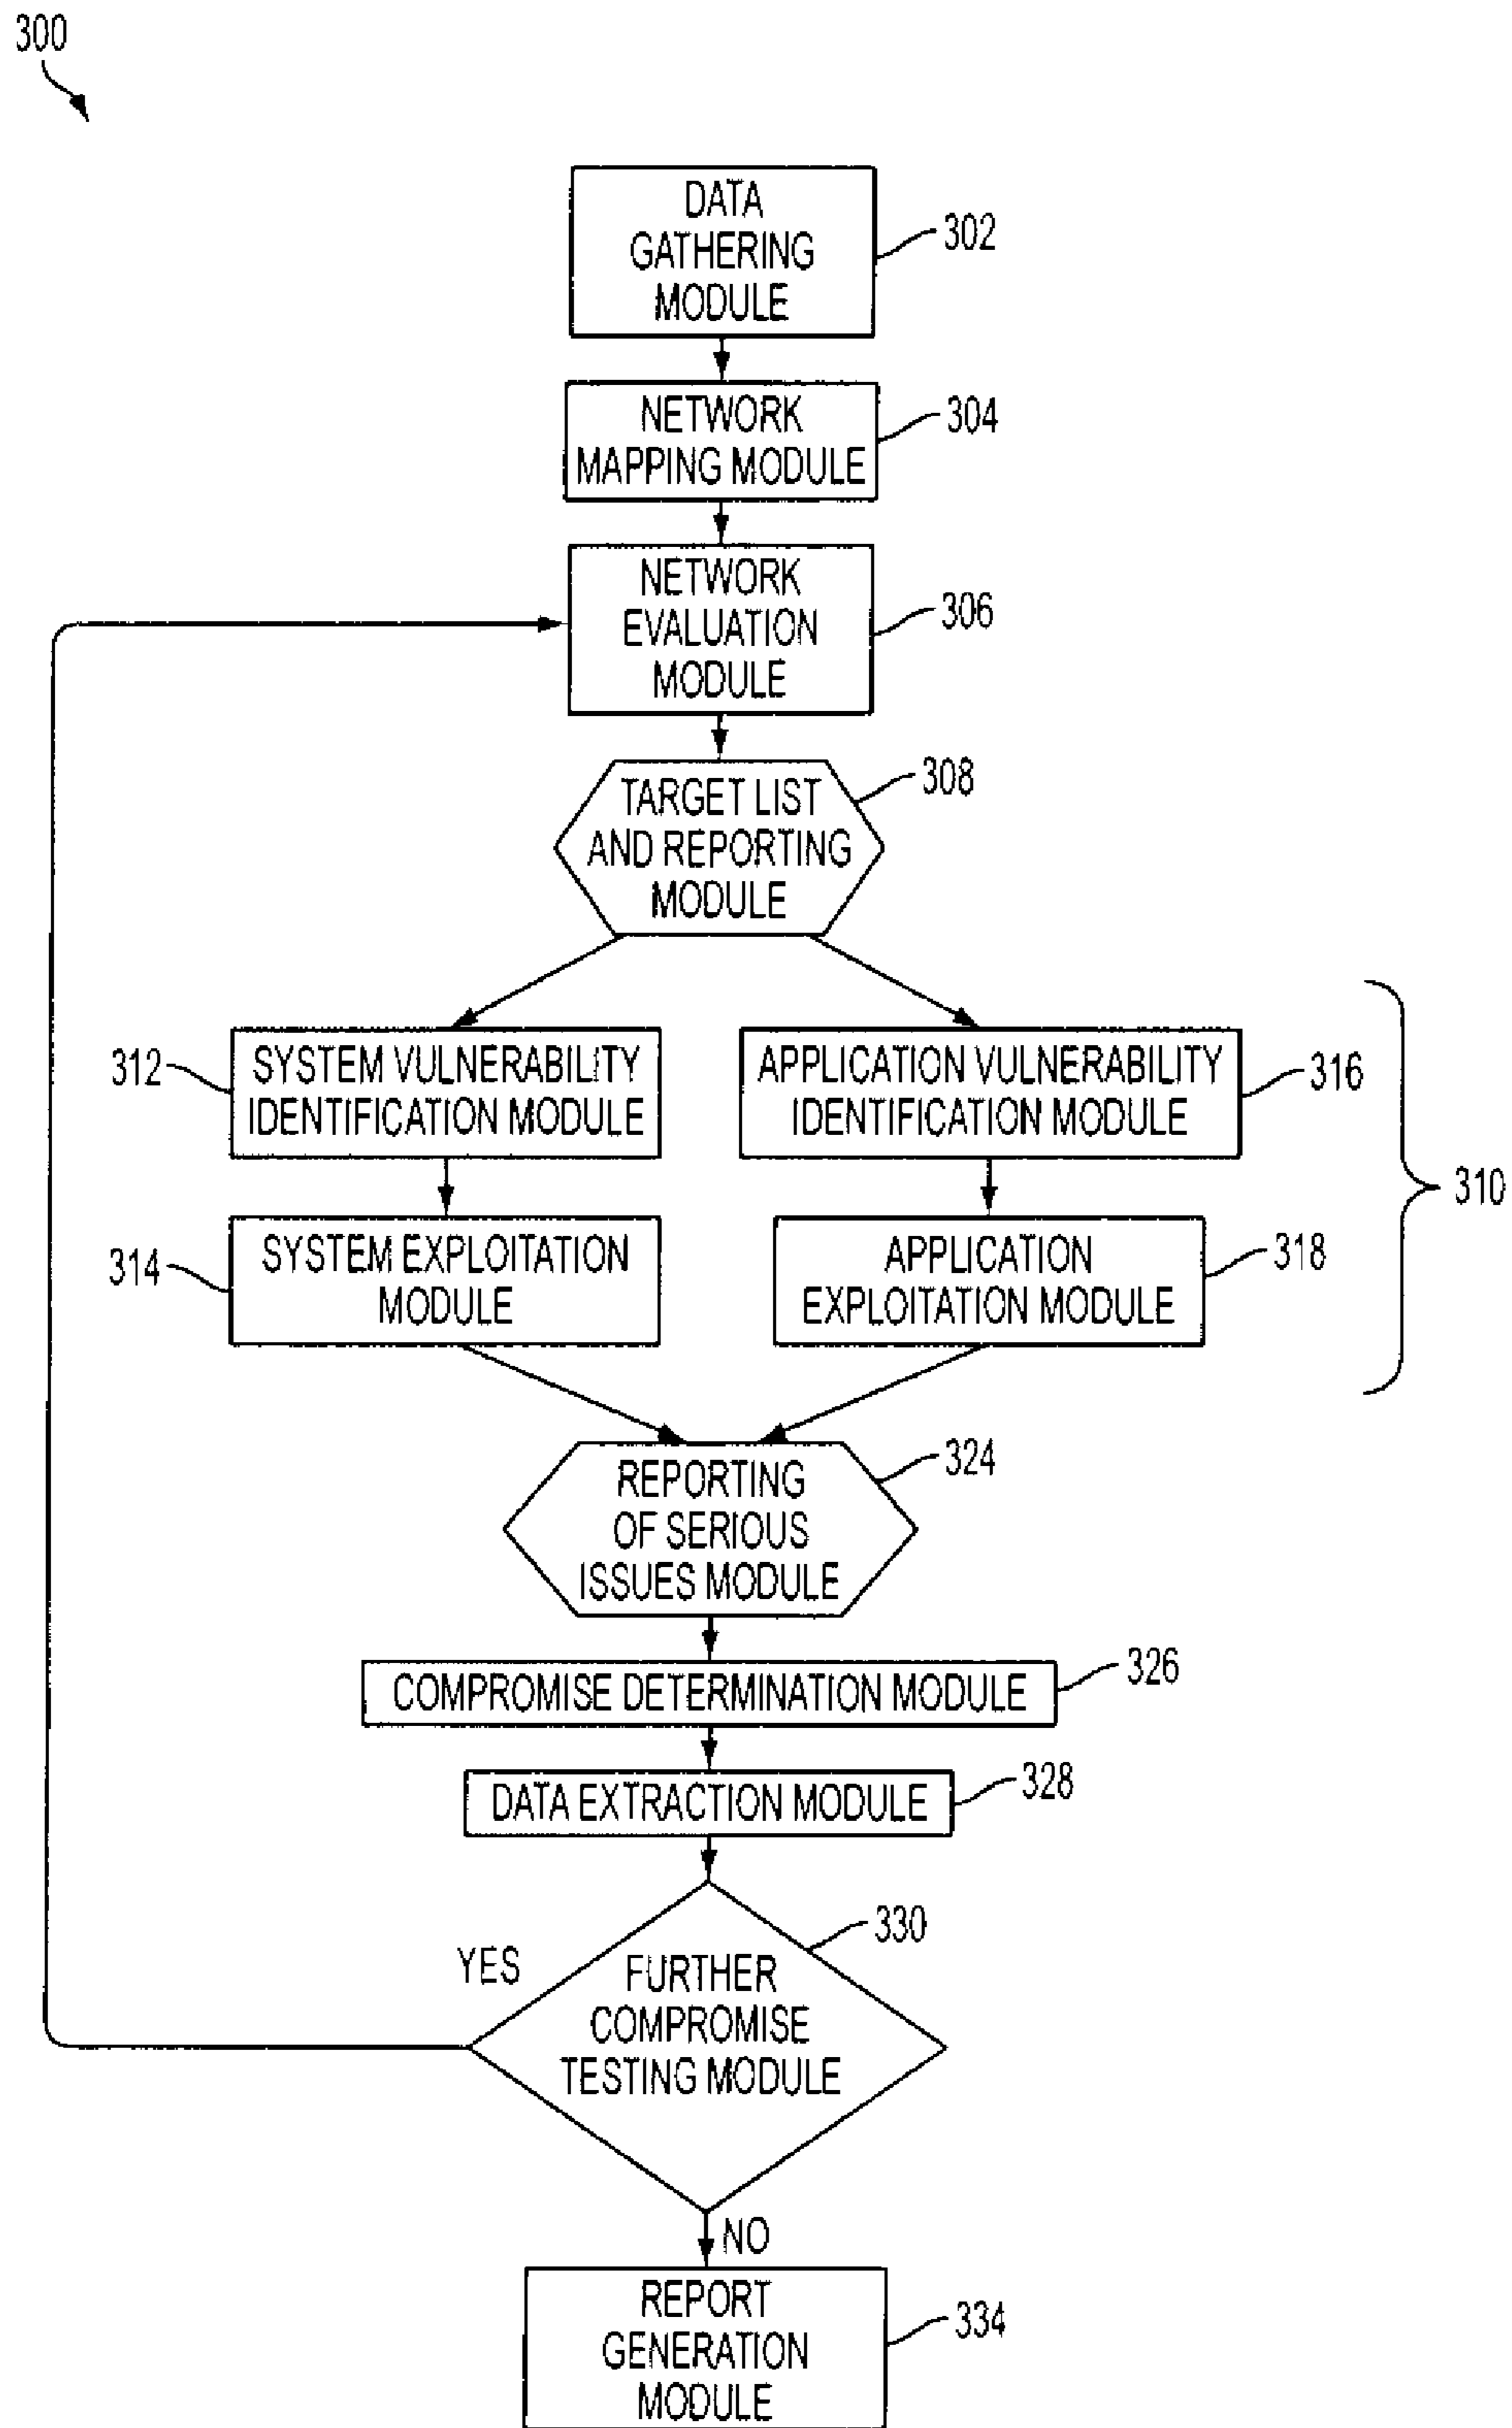 300
DATA
GATHERING
MODULE
302
NETWORK
MAPPING MODULE
304
NETWORK
EVALUATION
MODULE
306
TARGET LIST
AND REPORTING
MODULE
308
312
SYSTEM VULNERABILITY
IDENTIFICATION MODULE
APPLICATION VULNERABILITY
IDENTIFICATION MODULE
316
310
314
SYSTEM EXPLOITATION
MODULE
APPLICATION
EXPLOITATION MODULE
318
REPORTING
OF SERIOUS
ISSUES MODULE
324
COMPROMISE DETERMINATION MODULE
326
DATA EXTRACTION MODULE
328
YES
FURTHER
COMPROMISE
TESTING MODULE
330
NO
REPORT
GENERATION
MODULE
334